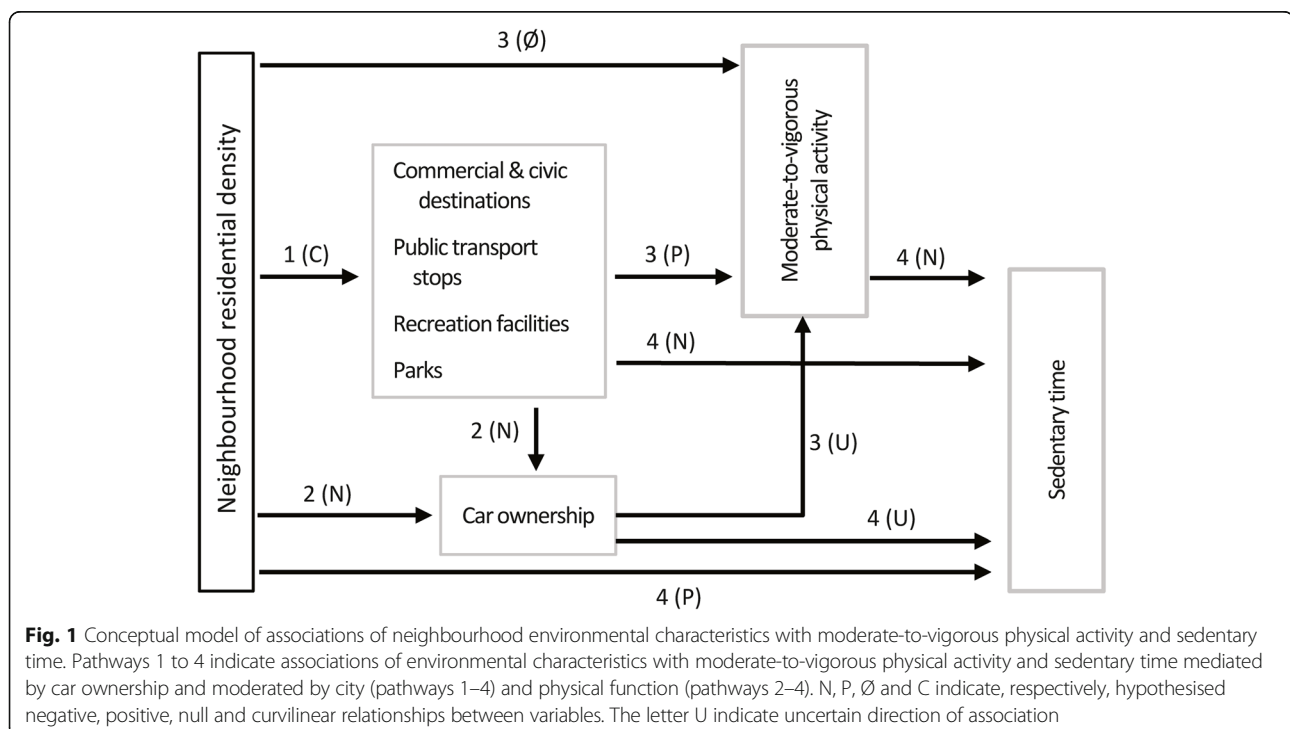 3 (Ø)
Neighbourhood residential density
1 (C)
Commercial & civic
destinations
Public transport
stops
Recreation facilities
Parks
3 (P)
Moderate-to-vigorous
physical activity
4 (N)
4 (N)
2 (N)
3 (U)
Sedentary time
2 (N)
Car ownership
4 (U)
4 (P)
Fig. 1 Conceptual model of associations of neighbourhood environmental characteristics with moderate-to-vigorous physical activity and sedentary
time. Pathways 1 to 4 indicate associations of environmental characteristics with moderate-to-vigorous physical activity and sedentary time mediated
by car ownership and moderated by city (pathways 1–4) and physical function (pathways 2–4). N, P, Ø and C indicate, respectively, hypothesised
negative, positive, null and curvilinear relationships between variables. The letter U indicate uncertain direction of association